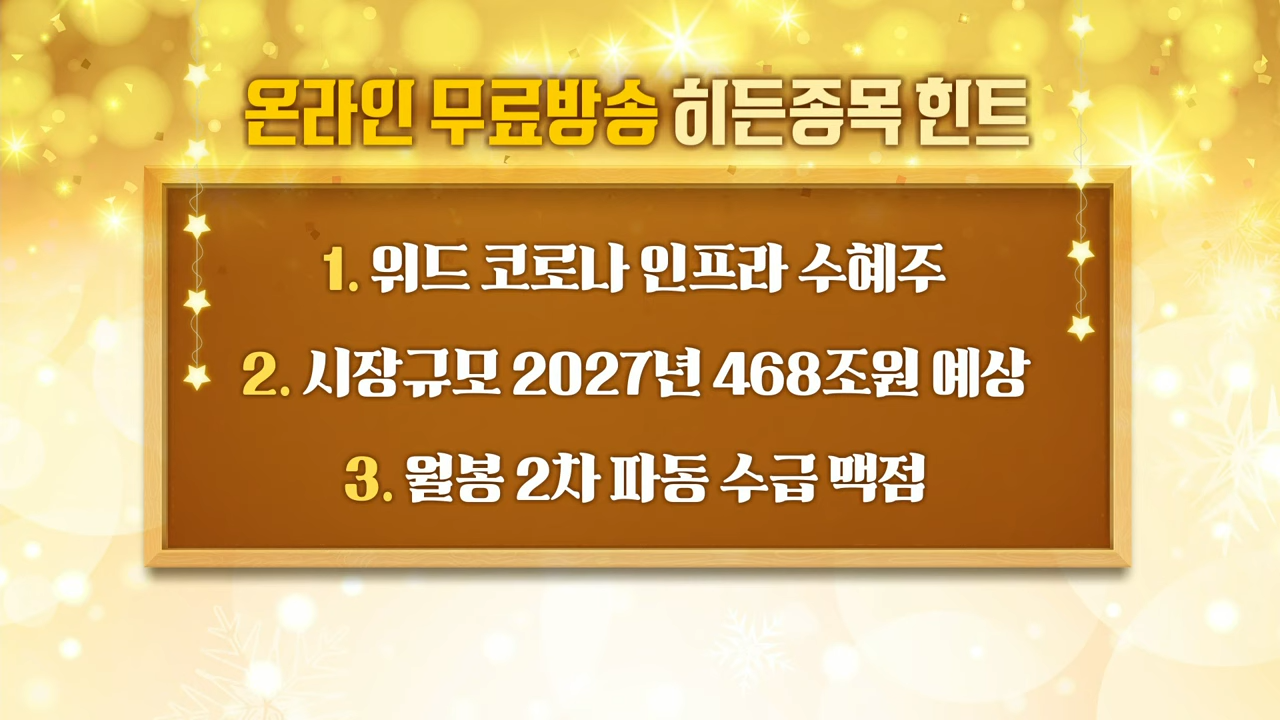 온라인 무료방송 히든종목 힌트
1. 위드 코로나 인프라 수혜주
2. 시장규모 2027년 468조원 예상
3. 월봉 2차 파동 수급 맥점